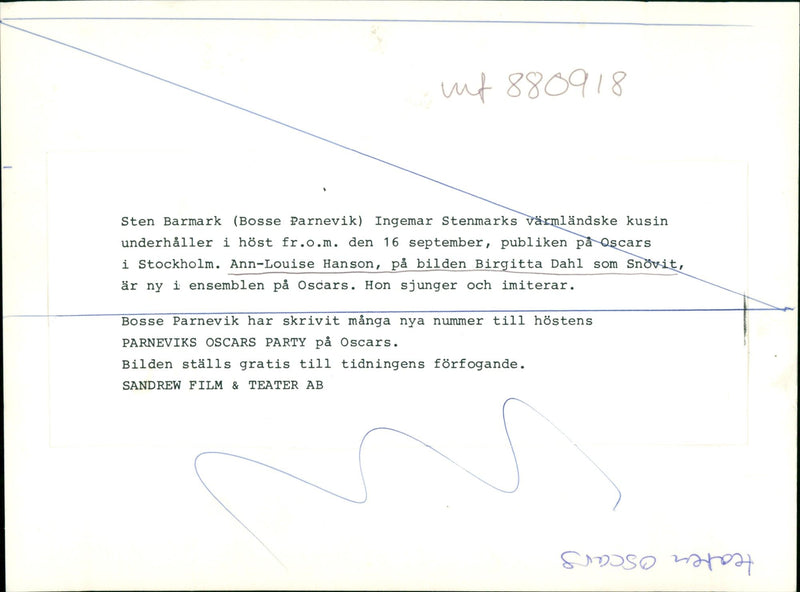 mf 880918
Sten Barmark (Bosse Parnevik) Ingemar Stenmarks värmländske kusin
underhåller i höst fr.o.m. den 16 september, publiken på Oscars
i Stockholm. Ann-Louise Hanson, på bilden Birgitta Dahl som Snövit,
är ny i ensemblen på Oscars. Hon sjunger och imiterar.
Bosse Parnevik har skrivit många nya nummer till höstens
PARNEVIKS OSCARS PARTY på Oscars.
Bilden ställs gratis till tidningens förfogande.
SANDREW FILM & TEATER AB
teatern Oscars